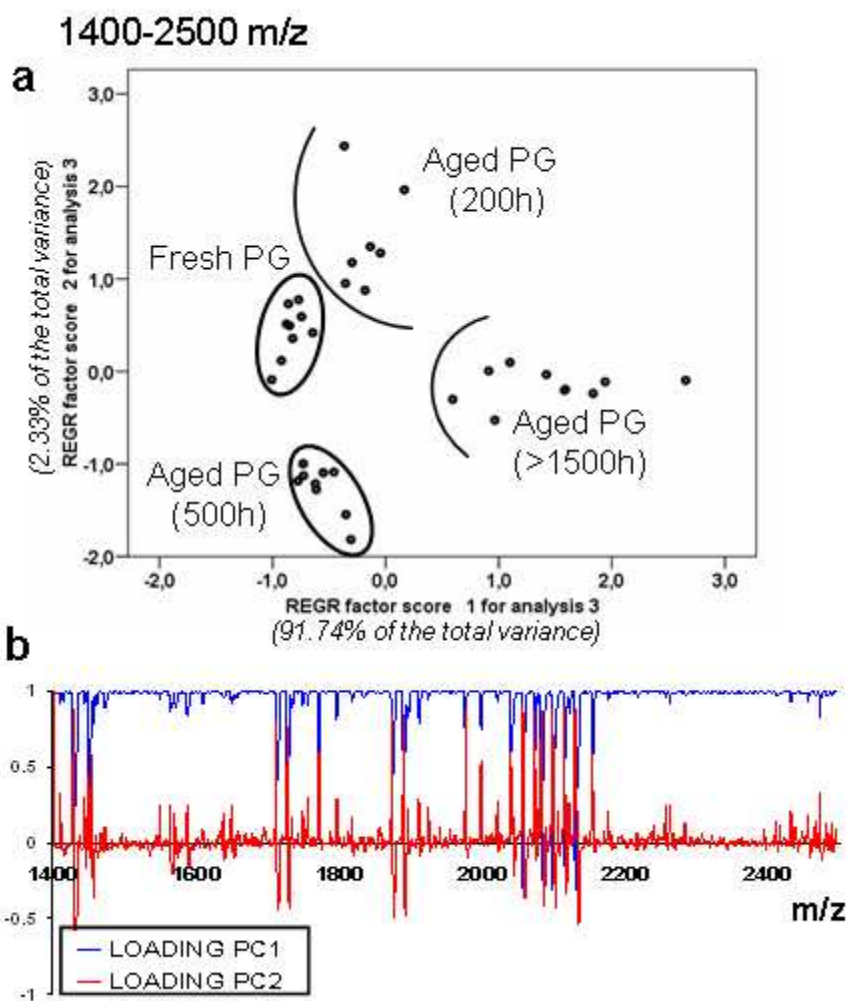 1400-2500 m/z
a
3,0
2,0
1,0
0,0
-1,0
-2,0
(2.33% of the total variance)
REGR factor score 2 for analysis 3
Aged PG
(200h)
Fresh PG
Aged PG
(>1500h)
Aged PG
(500h)
-2,0 -1,0 0,0 1,0 2,0 3,0
REGR factor score 1 for analysis 3
(91.74% of the total variance)
b
1
0.5
0
-0.5
-1
1400 1600 1800 2000 2200 2400
m/z
LOADING PC1
LOADING PC2